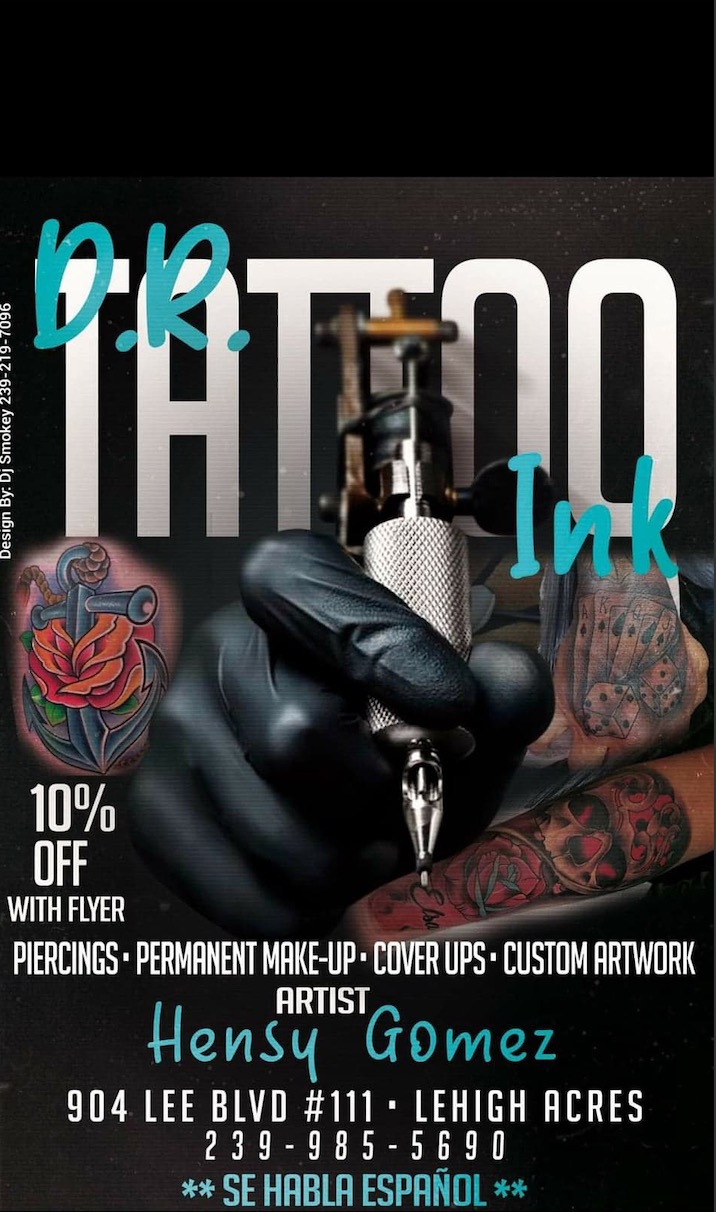 D.R.
TATTOO
Ink
Design By: Dj Smokey 239-219-7096
10%
OFF
WITH FLYER
PIERCINGS · PERMANENT MAKE-UP · COVER UPS · CUSTOM ARTWORK
ARTIST
Hensy Gomez
904 LEE BLVD #111 · LEHIGH ACRES
239-985-5690
** SE HABLA ESPAÑOL **